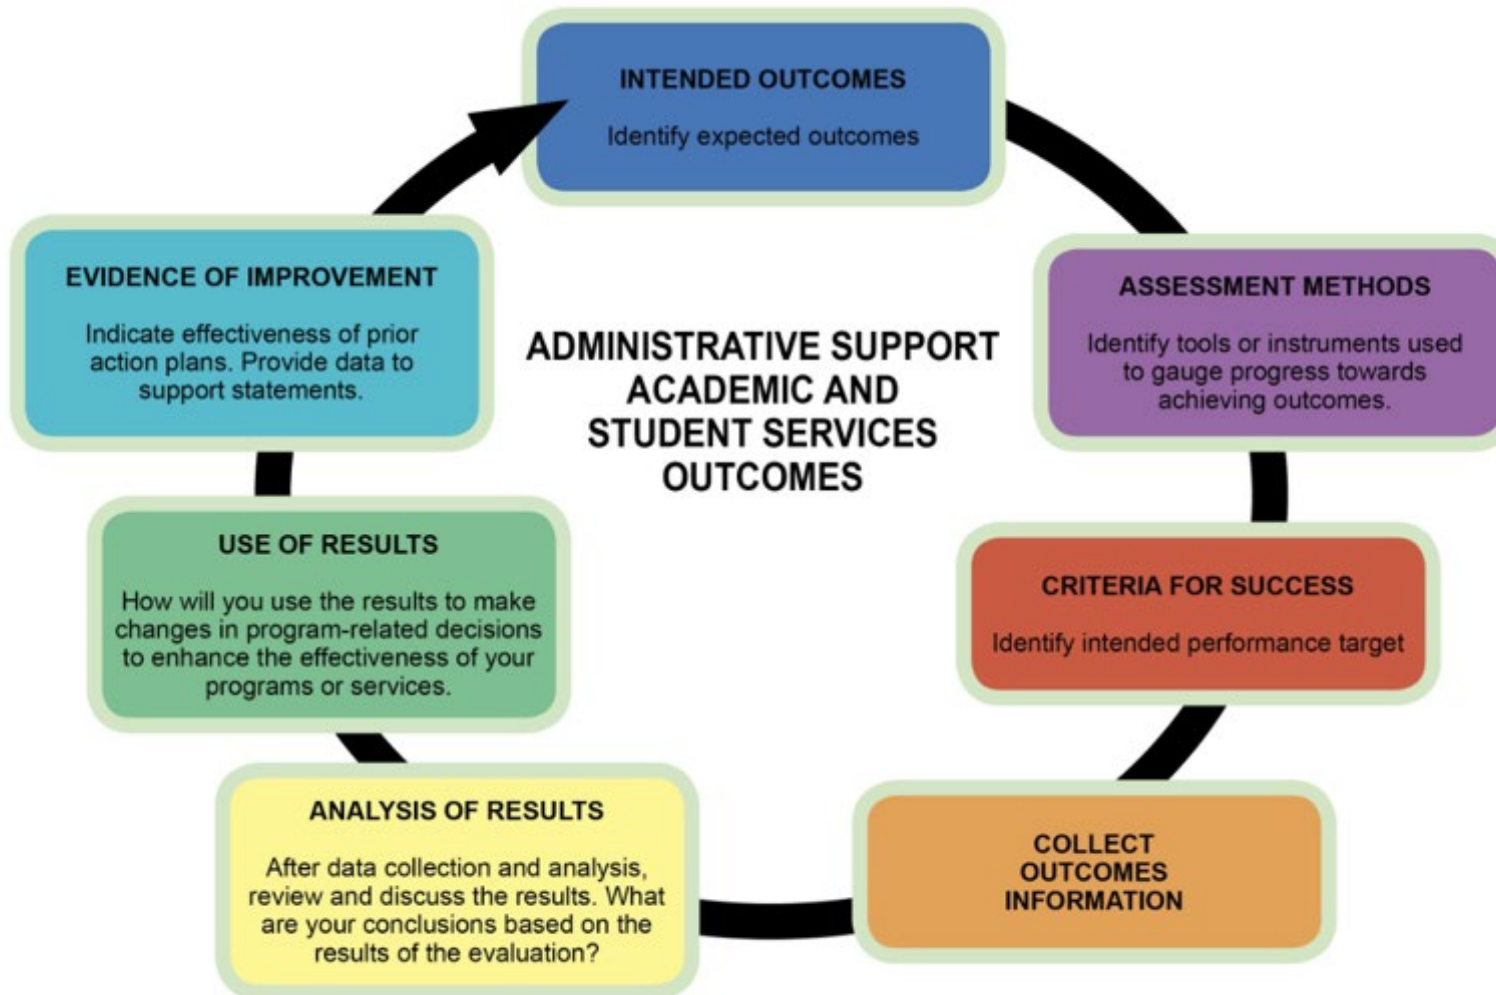 INTENDED OUTCOMES
Identify expected outcomes
ASSESSMENT METHODS
Identify tools or instruments used
to gauge progress towards
achieving outcomes.
CRITERIA FOR SUCCESS
Identify intended performance target
COLLECT
OUTCOMES
INFORMATION
ANALYSIS OF RESULTS
After data collection and analysis,
review and discuss the results. What
are your conclusions based on the
results of the evaluation?
USE OF RESULTS
How will you use the results to make
changes in program-related decisions
to enhance the effectiveness of your
programs or services.
EVIDENCE OF IMPROVEMENT
Indicate effectiveness of prior
action plans. Provide data to
support statements.
ADMINISTRATIVE SUPPORT
ACADEMIC AND
STUDENT SERVICES
OUTCOMES